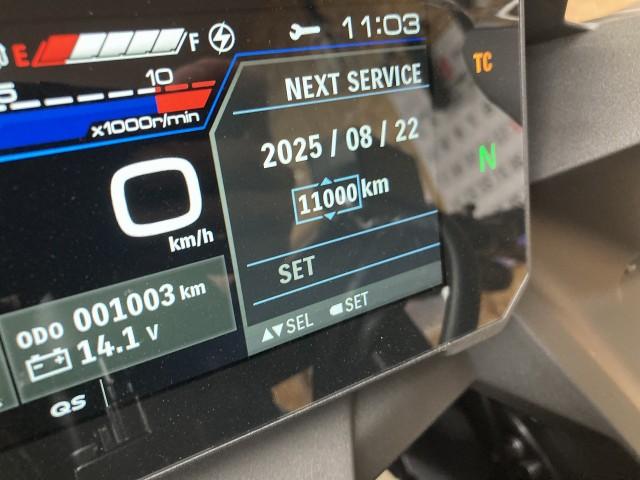 E F 11:03
10
x1000r/min
TC
NEXT SERVICE
2025 / 08 / 22
N
11000 km
0
km/h
SET
ODO 001003 km
14.1 V
▲▼SEL SET
QS